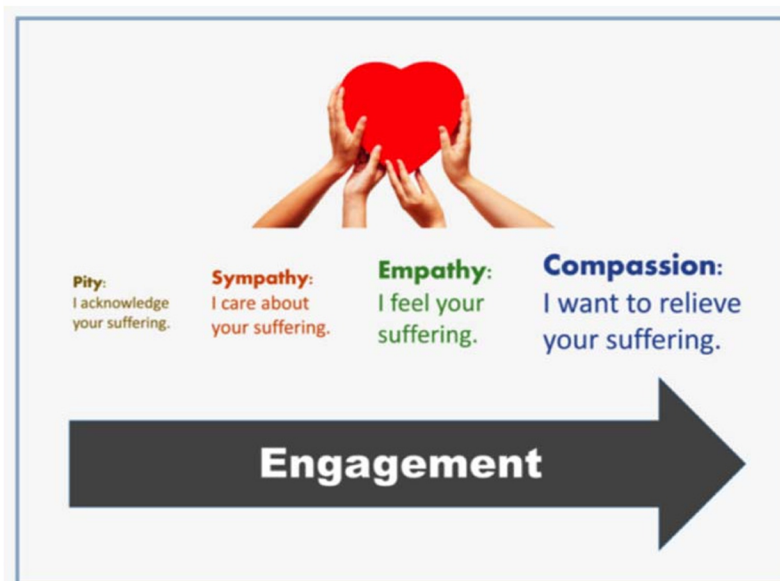 Pity:
I acknowledge
your suffering.
Sympathy:
I care about
your suffering.
Empathy:
I feel your
suffering.
Compassion:
I want to relieve
your suffering.
Engagement